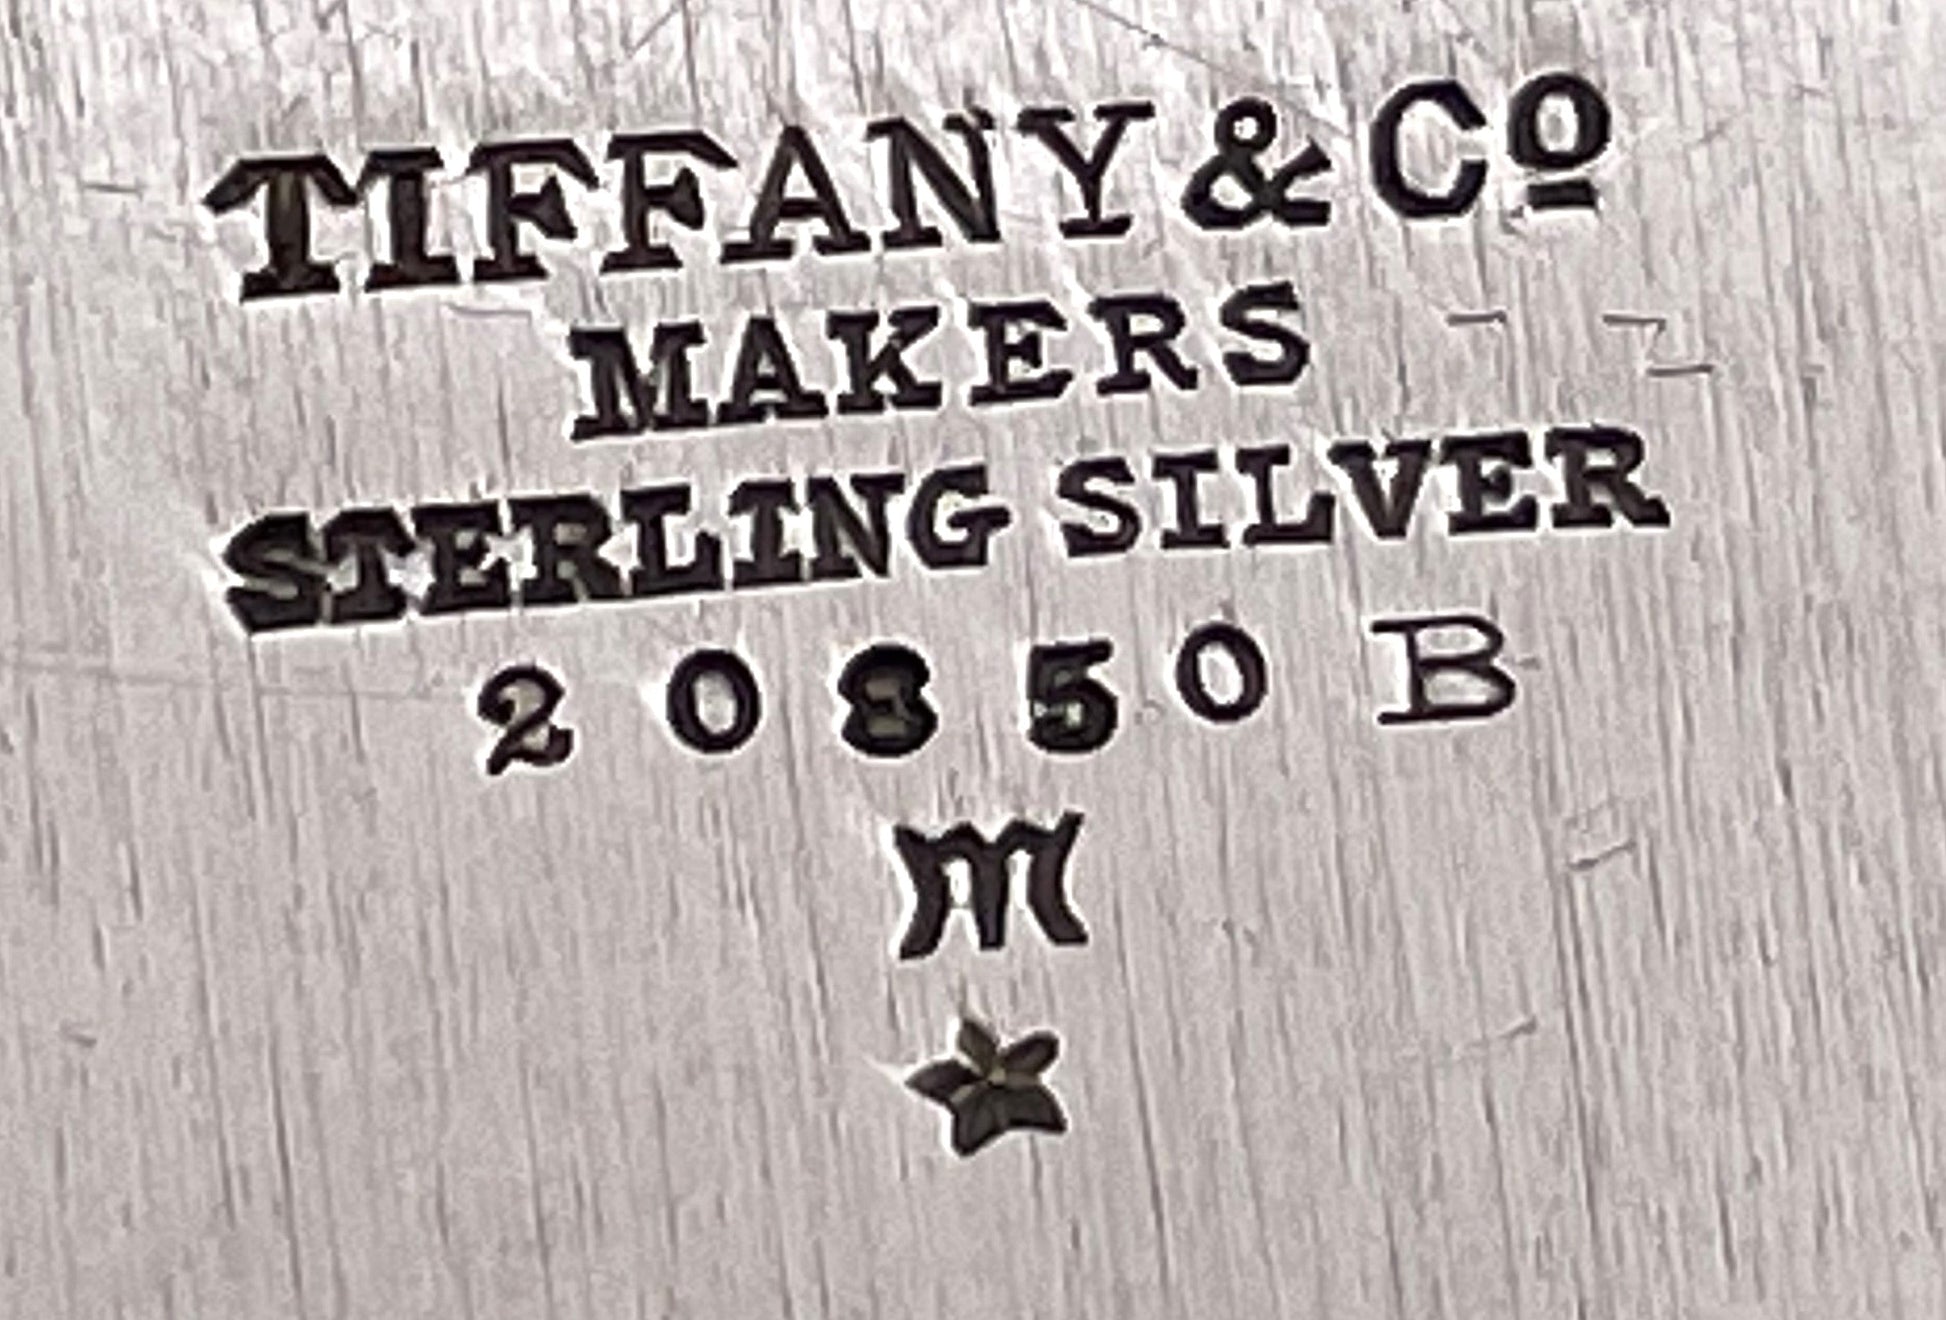 TIFFANY & Cº
MAKERS
STERLING SILVER
20850 B
M